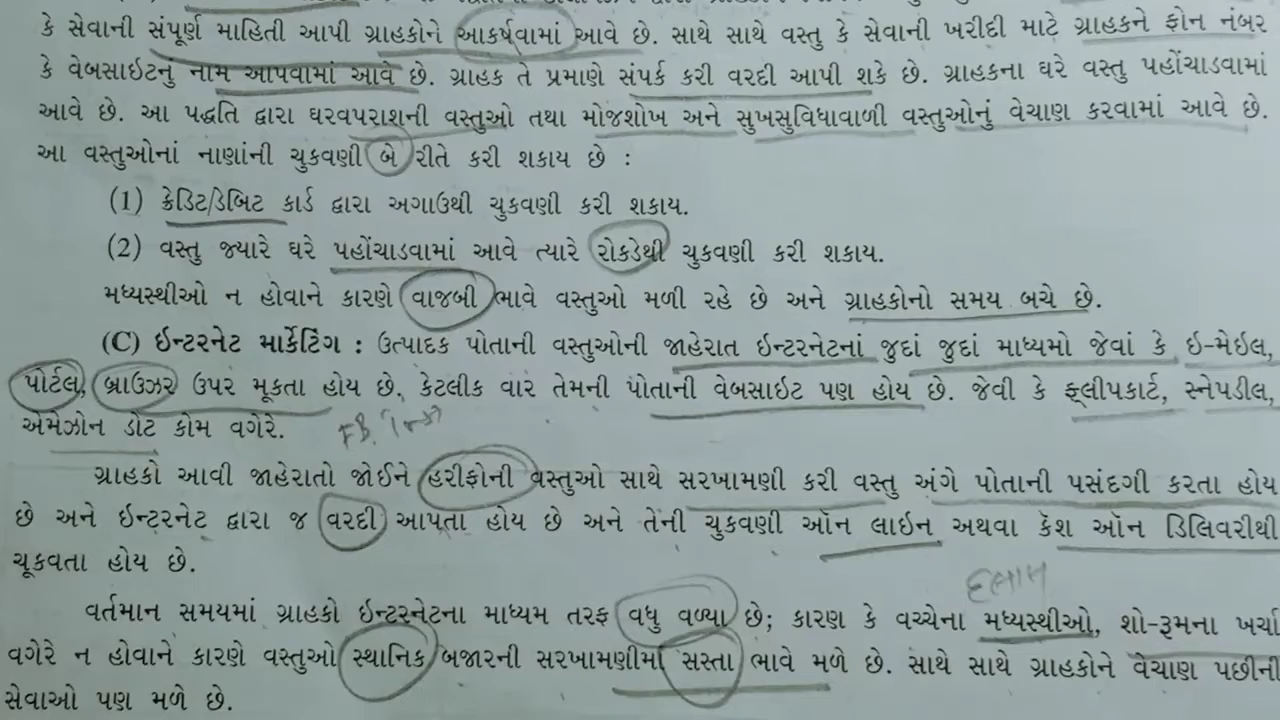 કે સેવાની સંપૂર્ણ માહિતી આપી ગ્રાહકોને આકર્ષવામાં આવે છે. સાથે સાથે વસ્તુ કે સેવાની ખરીદી માટે ગ્રાહકને ફોન નંબર
કે વેબસાઇટનું નામ આપવામાં આવે છે. ગ્રાહક તે પ્રમાણે સંપર્ક કરી વરદી આપી શકે છે. ગ્રાહકના ઘરે વસ્તુ પહોંચાડવામાં
આવે છે. આ પદ્ધતિ દ્વારા ઘરવપરાશની વસ્તુઓ તથા મોજશોખ અને સુખસુવિધાવાળી વસ્તુઓનું વેચાણ કરવામાં આવે છે.
આ વસ્તુઓનાં નાણાંની ચુકવણી બે રીતે કરી શકાય છે :
(1) ક્રેડિટ/ડેબિટ કાર્ડ દ્વારા અગાઉથી ચુકવણી કરી શકાય.
(2) વસ્તુ જ્યારે ઘરે પહોંચાડવામાં આવે ત્યારે રોકડેથી ચુકવણી કરી શકાય.
મધ્યસ્થીઓ ન હોવાને કારણે વાજબી ભાવે વસ્તુઓ મળી રહે છે અને ગ્રાહકોનો સમય બચે છે.
(C) ઇન્ટરનેટ માર્કેટિંગ : ઉત્પાદક પોતાની વસ્તુઓની જાહેરાત ઇન્ટરનેટનાં જુદાં જુદાં માધ્યમો જેવાં કે ઇ-મેઇલ,
પોર્ટલ, બ્રાઉઝર ઉપર મૂકતા હોય છે. કેટલીક વાર તેમની પોતાની વેબસાઇટ પણ હોય છે. જેવી કે ફ્લીપકાર્ટ, સ્નેપડીલ,
એમેઝોન ડોટ કોમ વગેરે. FB.
ગ્રાહકો આવી જાહેરાતો જોઈને હરીફોની વસ્તુઓ સાથે સરખામણી કરી વસ્તુ અંગે પોતાની પસંદગી કરતા હોય
છે અને ઇન્ટરનેટ દ્વારા જ વરદી આપતા હોય છે અને તેની ચુકવણી ઑન લાઇન અથવા કૅશ ઑન ડિલિવરીથી
ચૂકવતા હોય છે.
દલાલ
વર્તમાન સમયમાં ગ્રાહકો ઇન્ટરનેટના માધ્યમ તરફ વધુ વળ્યા છે; કારણ કે વચ્ચેના મધ્યસ્થીઓ, શો-રૂમના ખર્ચા
વગેરે ન હોવાને કારણે વસ્તુઓ સ્થાનિક બજારની સરખામણીમાં સસ્તા ભાવે મળે છે. સાથે સાથે ગ્રાહકોને વેચાણ પછીની
સેવાઓ પણ મળે છે.